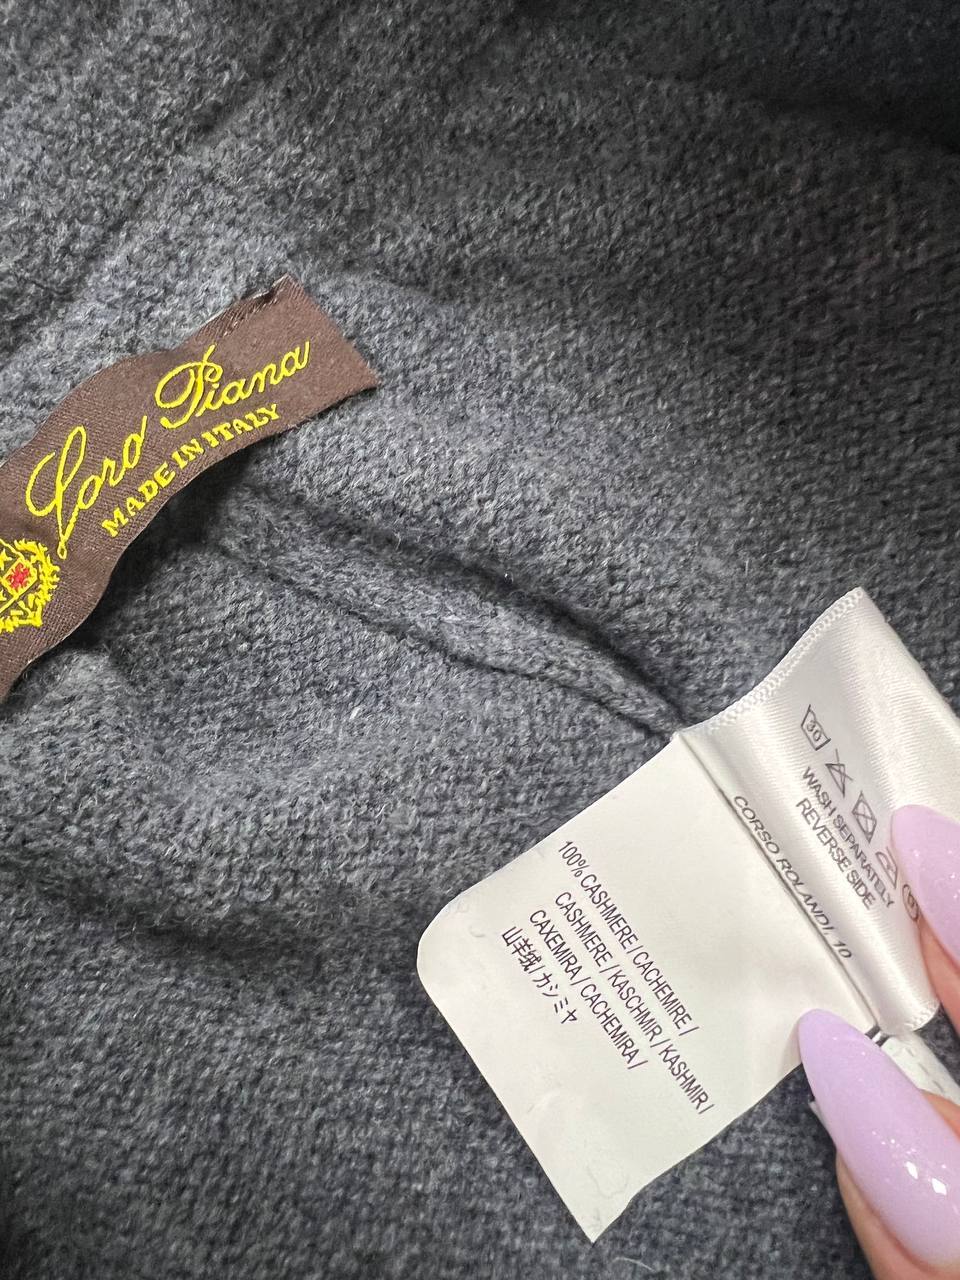 Loro Piana
MADE IN ITALY
30
WASH SEPARATELY
REVERSE SIDE
CORSO ROLANDI, 10
100% CASHMERE / CACHEMIRE /
CASHMERE / KASCHMIR / KASHMIR /
CAXEMIRA / CACHEMIRA /
山羊绒 / カシミヤ